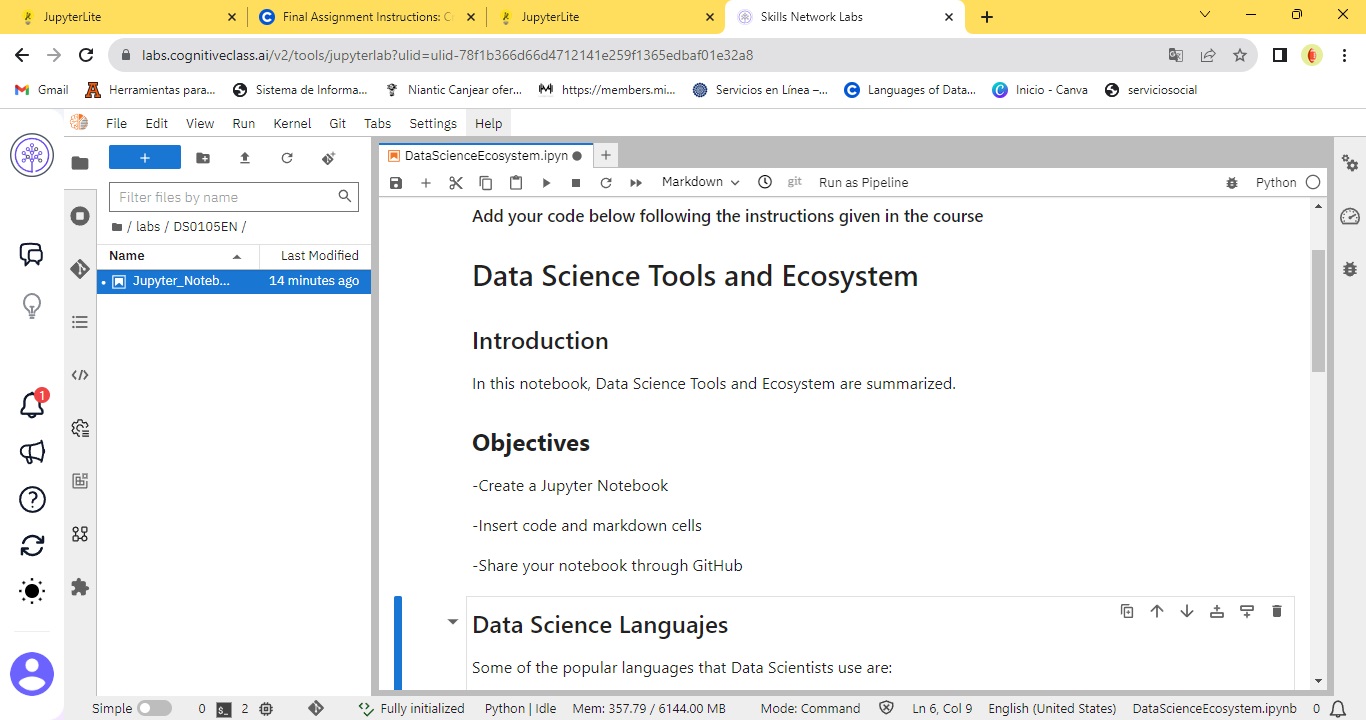 JupyterLite
Final Assignment Instructions: C
JupyterLite
Skills Network Labs
labs.cognitiveclass.ai/v2/tools/jupyterlab?ulid=ulid-78f1b366d66d4712141e259f1365edbaf01e32a8
Gmail
Herramientas para...
Sistema de Informa...
Niantic Canjear ofer...
https://members.mi...
Servicios en Línea –...
Languages of Data...
Inicio - Canva
serviciosocial
File Edit View Run Kernel Git Tabs Settings Help
DataScienceEcosystem.ipyn
Filter files by name
Markdown
git
Run as Pipeline
Python
/ labs / DS0105EN /
Name
Last Modified
Jupyter_Noteb...
14 minutes ago
Add your code below following the instructions given in the course
Data Science Tools and Ecosystem
Introduction
In this notebook, Data Science Tools and Ecosystem are summarized.
Objectives
-Create a Jupyter Notebook
-Insert code and markdown cells
-Share your notebook through GitHub
Data Science Languajes
Some of the popular languages that Data Scientists use are:
1
Simple
0
2
Fully initialized
Python | Idle
Mem: 357.79 / 6144.00 MB
Mode: Command
Ln 6, Col 9
English (United States)
DataScienceEcosystem.ipynb
0